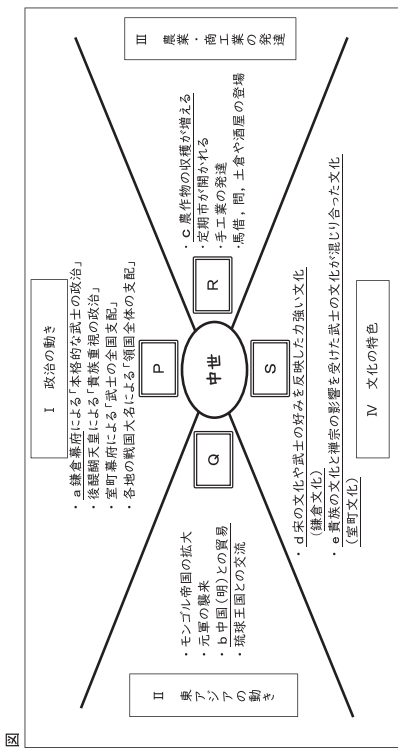 図
Ⅰ 政治の動き
・a鎌倉幕府による「本格的な武士の政治」
・後醍醐天皇による「貴族重視の政治」
・室町幕府による「武士の全国支配」
・各地の戦国大名による「領国全体の支配」
P
Ⅱ 東アジアの動き
・モンゴル帝国の拡大
・元軍の襲来
・b中国(明)との貿易
・琉球王国との交流
Q
中世
R
・c農作物の収穫が増える
・定期市が開かれる
・手工業の発達
・馬借,問,土倉や酒屋の登場
Ⅲ 農業・商工業の発達
S
・d宋の文化や武士の好みを反映した力強い文化
(鎌倉文化)
・e貴族の文化と禅宗の影響を受けた武士の文化が混じり合った文化
(室町文化)
Ⅳ 文化の特色